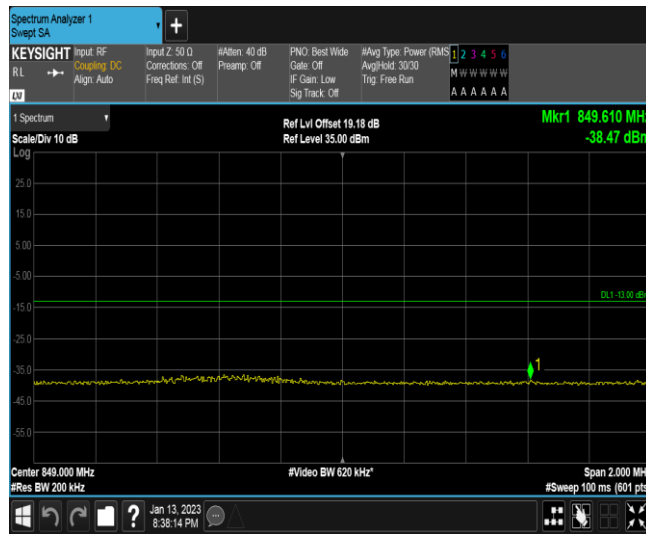 Spectrum Analyzer 1
Swept SA
+
KEYSIGHT
RL
LXI
Input: RF
Coupling: DC
Align: Auto
Input Z: 50 Ω
Corrections: Off
Freq Ref: Int (S)
#Atten: 40 dB
Preamp: Off
PNO: Best Wide
Gate: Off
IF Gain: Low
Sig Track: Off
#Avg Type: Power (RMS
Avg|Hold: 30/30
Trig: Free Run
1 2 3 4 5 6
M W W W W W
A A A A A A
1 Spectrum
Scale/Div 10 dB
Log
Ref Lvl Offset 19.18 dB
Ref Level 35.00 dBm
Mkr1 849.610 MHz
-38.47 dBm
25.0
15.0
5.00
-5.00
-15.0
-25.0
-35.0
-45.0
-55.0
DL1 -13.00 dBm
1
Center 849.000 MHz
#Res BW 200 kHz
#Video BW 620 kHz*
Span 2.000 MH
#Sweep 100 ms (601 pts
?
Jan 13, 2023
8:38:14 PM